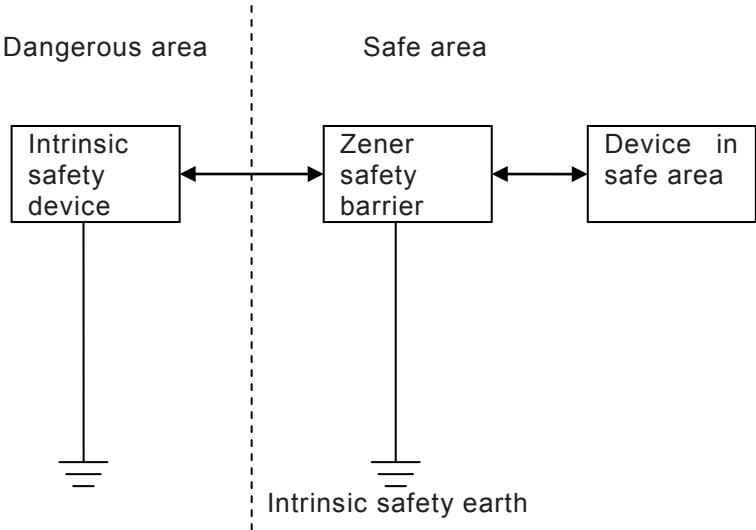 Dangerous area
Safe area
Intrinsic
safety
device
Zener
safety
barrier
Device in
safe area
Intrinsic safety earth